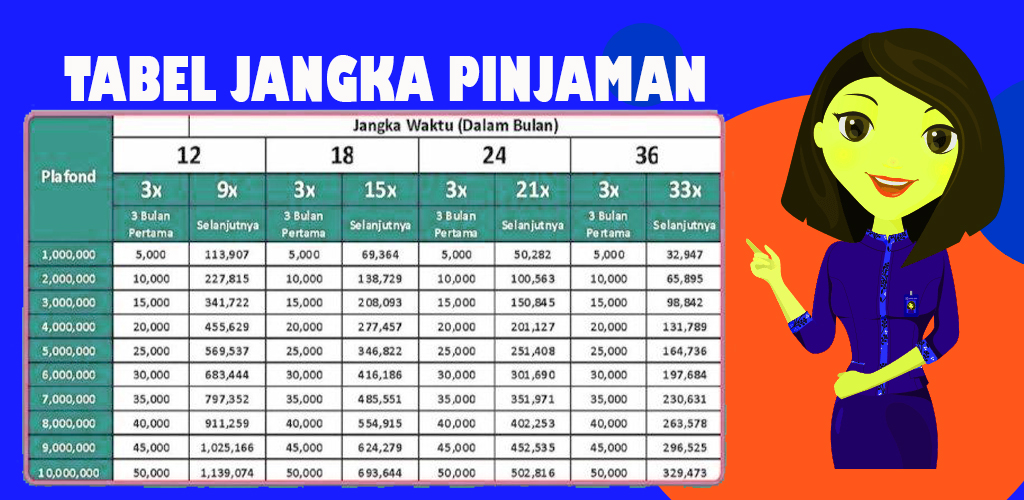 TABEL JANGKA PINJAMAN
Plafond Jangka Waktu (Dalam Bulan)
12 18 24 36
3x 9x 3x 15x 3x 21x 3x 33x
3 Bulan Pertama Selanjutnya 3 Bulan Pertama Selanjutnya 3 Bulan Pertama Selanjutnya 3 Bulan Pertama Selanjutnya
1,000,000 5,000 113,907 5,000 69,364 5,000 50,282 5,000 32,947
2,000,000 10,000 227,815 10,000 138,729 10,000 100,563 10,000 65,895
3,000,000 15,000 341,722 15,000 208,093 15,000 150,845 15,000 98,842
4,000,000 20,000 455,629 20,000 277,457 20,000 201,127 20,000 131,789
5,000,000 25,000 569,537 25,000 346,822 25,000 251,408 25,000 164,736
6,000,000 30,000 683,444 30,000 416,186 30,000 301,690 30,000 197,684
7,000,000 35,000 797,352 35,000 485,551 35,000 351,971 35,000 230,631
8,000,000 40,000 911,259 40,000 554,915 40,000 402,253 40,000 263,578
9,000,000 45,000 1,025,166 45,000 624,279 45,000 452,535 45,000 296,525
10,000,000 50,000 1,139,074 50,000 693,644 50,000 502,816 50,000 329,473